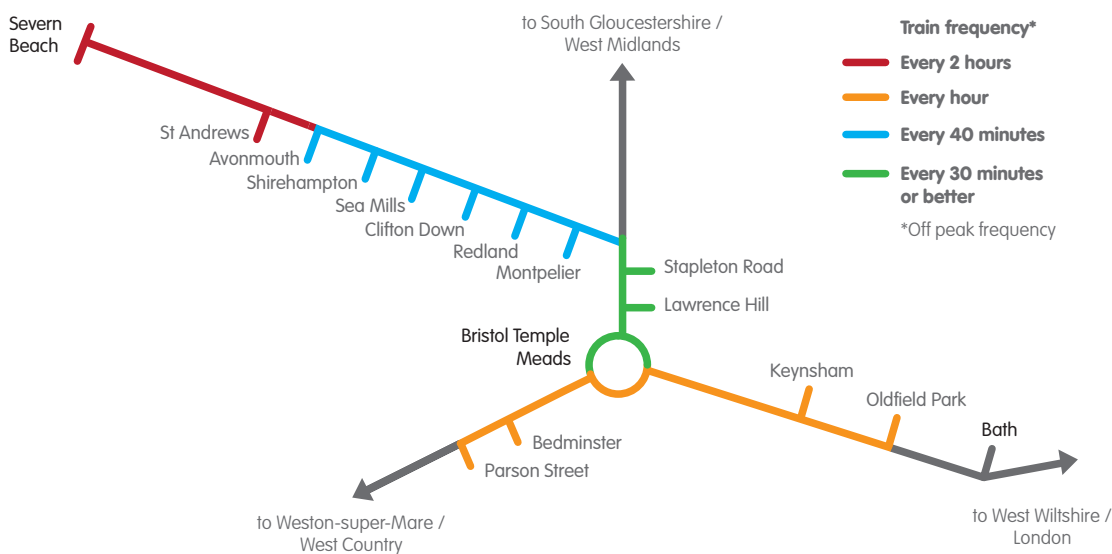 Severn
Beach
to South Gloucestershire /
West Midlands
Train frequency*
Every 2 hours
Every hour
Every 40 minutes
Every 30 minutes
or better
*Off peak frequency
St Andrews
Avonmouth
Shirehampton
Sea Mills
Clifton Down
Redland
Montpelier
Stapleton Road
Lawrence Hill
Bristol Temple
Meads
Keynsham
Oldfield Park
Bath
Bedminster
Parson Street
to Weston-super-Mare /
West Country
to West Wiltshire /
London